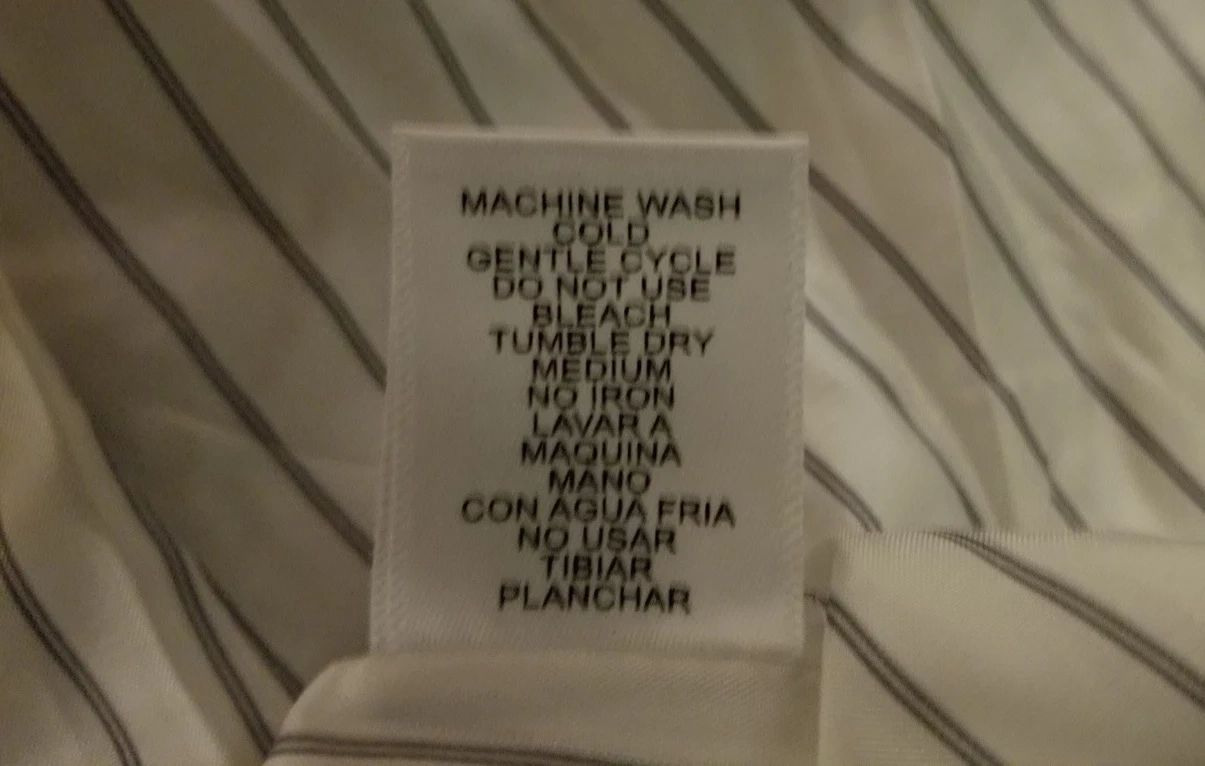 MACHINE WASH
COLD
GENTLE CYCLE
DO NOT USE
BLEACH
TUMBLE DRY
MEDIUM
NO IRON
LAVAR A
MAQUINA
MANO
CON AGUA FRIA
NO USAR
TIBIAR
PLANCHAR